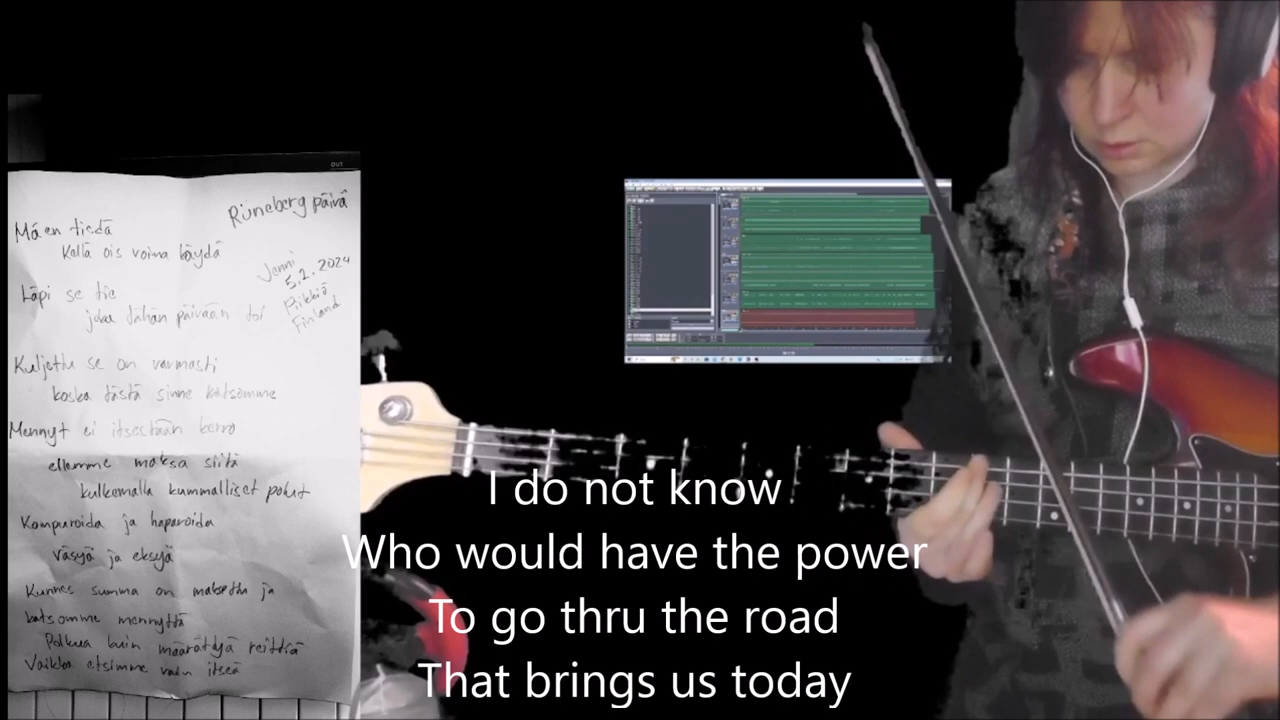 OUT
Runeberg päivä
Mä en tiedä
Kellä ois voima käydä
Jenni
5.2.2024
Piikkiö
Finland
Läpi se tie
joka tähän päivään toi
Kuljettu se on varmasti
koska tästä sinne katsomme
Mennyt ei itsestään kerro
ellemme maksa siitä
kulkemalla kummalliset polut
Kompuroida ja haparoida
väsyä ja eksyä
Kunnes summa on maksettu ja
katsomme mennyttä
Polkua kuin määrättyä reittiä
Vaikka etsimme vain itseä
I do not know
Who would have the power
To go thru the road
That brings us today